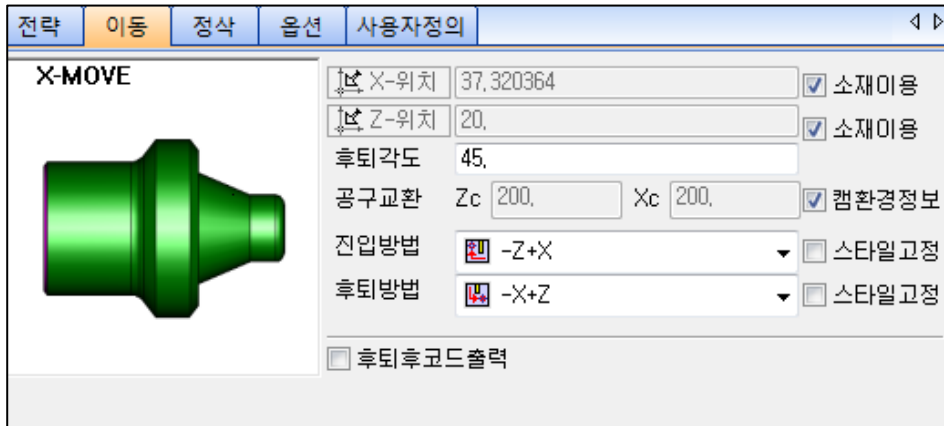 전략 이동 정삭 옵션 사용자정의
X-MOVE
X-위치 37,320364 소재이용
Z-위치 20, 소재이용
후퇴각도 45,
공구교환 Zc 200, Xc 200, 캠환경정보
진입방법 -Z+X 스타일고정
후퇴방법 -X+Z 스타일고정
후퇴후코드출력